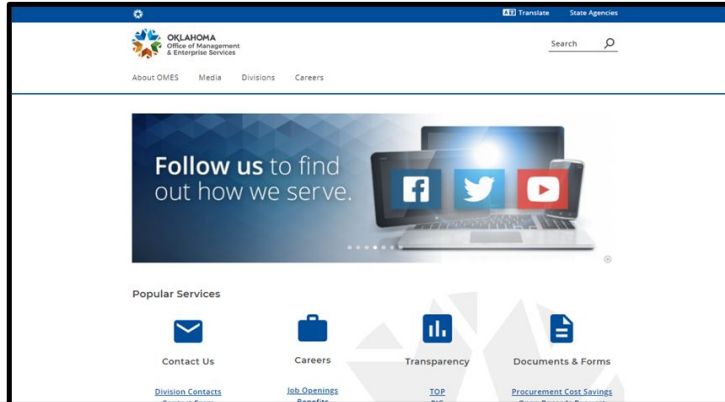 Translate State Agencies
OKLAHOMA
Office of Management
& Enterprise Services
Search
About OMES Media Divisions Careers
Follow us to find
out how we serve.
Popular Services
Contact Us Careers Transparency Documents & Forms
Division Contacts Job Openings TOP Procurement Cost Savings
Benefits